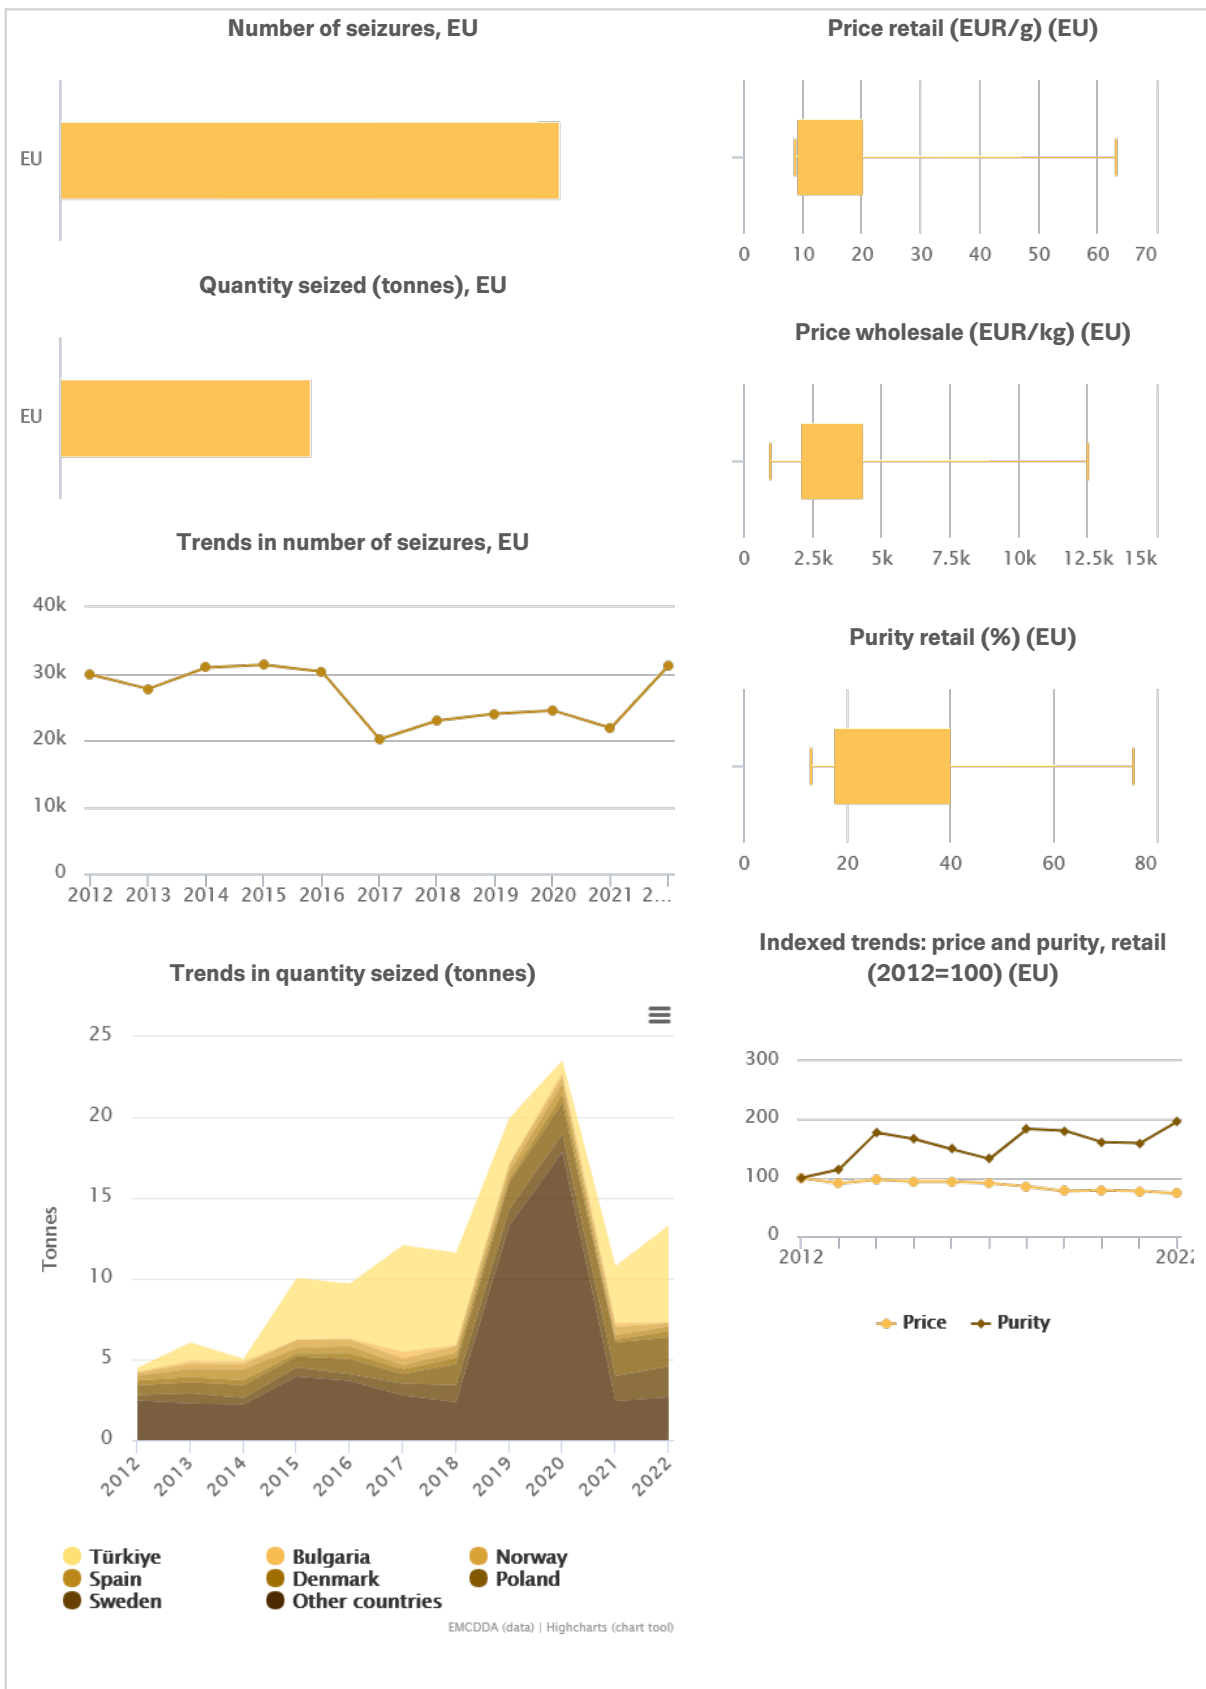 Number of seizures, EU
EU
Quantity seized (tonnes), EU
EU
Trends in number of seizures, EU
40k
30k
20k
10k
0
2012 2013 2014 2015 2016 2017 2018 2019 2020 2021 2...
Trends in quantity seized (tonnes)
25
20
15
10
5
0
Tonnes
2012 2013 2014 2015 2016 2017 2018 2019 2020 2021 2022
Türkiye Bulgaria Norway
Spain Denmark Poland
Sweden Other countries
EMCDDA (data) | Highcharts (chart tool)
Price retail (EUR/g) (EU)
0 10 20 30 40 50 60 70
Price wholesale (EUR/kg) (EU)
0 2.5k 5k 7.5k 10k 12.5k 15k
Purity retail (%) (EU)
0 20 40 60 80
Indexed trends: price and purity, retail
(2012=100) (EU)
300
200
100
0
2012 2022
Price Purity